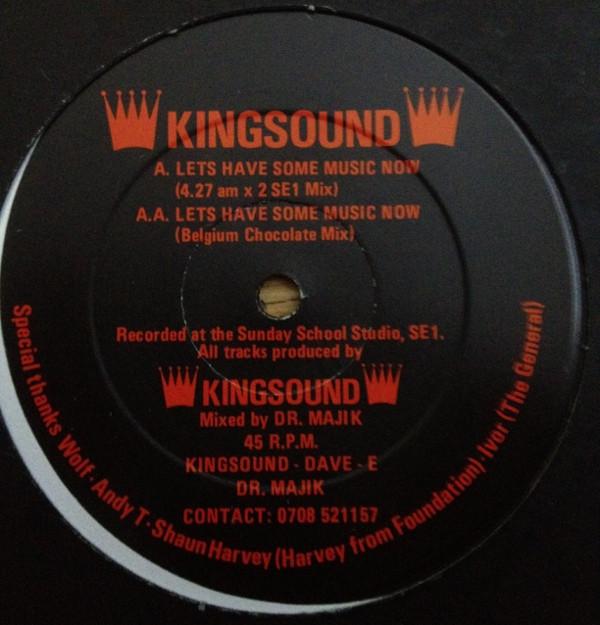 KINGSOUND
A. LETS HAVE SOME MUSIC NOW
(4.27 am x 2 SE1 Mix)
A.A. LETS HAVE SOME MUSIC NOW
(Belgium Chocolate Mix)
Recorded at the Sunday School Studio, SE1.
All tracks produced by
KINGSOUND
Mixed by DR. MAJIK
45 R.P.M.
KINGSOUND - DAVE - E
DR. MAJIK
CONTACT: 0708 521157
Special thanks Wolf · Andy T · Shaun Harvey (Harvey from Foundation) · Ivor (The General)